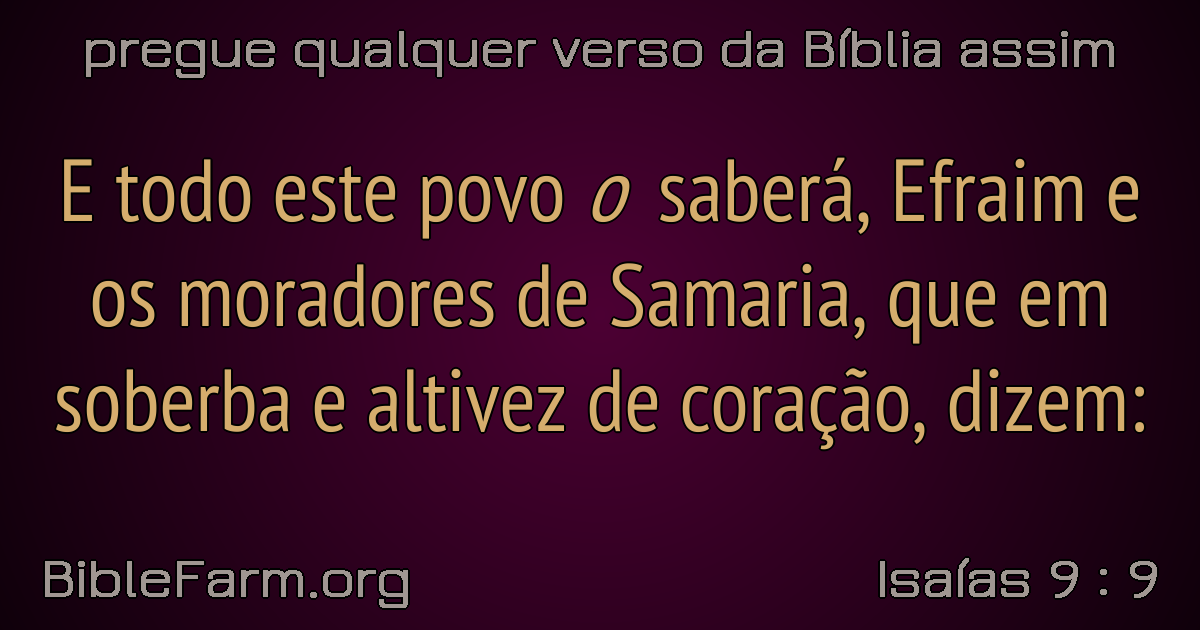 pregue qualquer verso da Bíblia assim
E todo este povo o saberá, Efraim e
os moradores de Samaria, que em
soberba e altivez de coração, dizem:
BibleFarm.org
Isaías 9 : 9